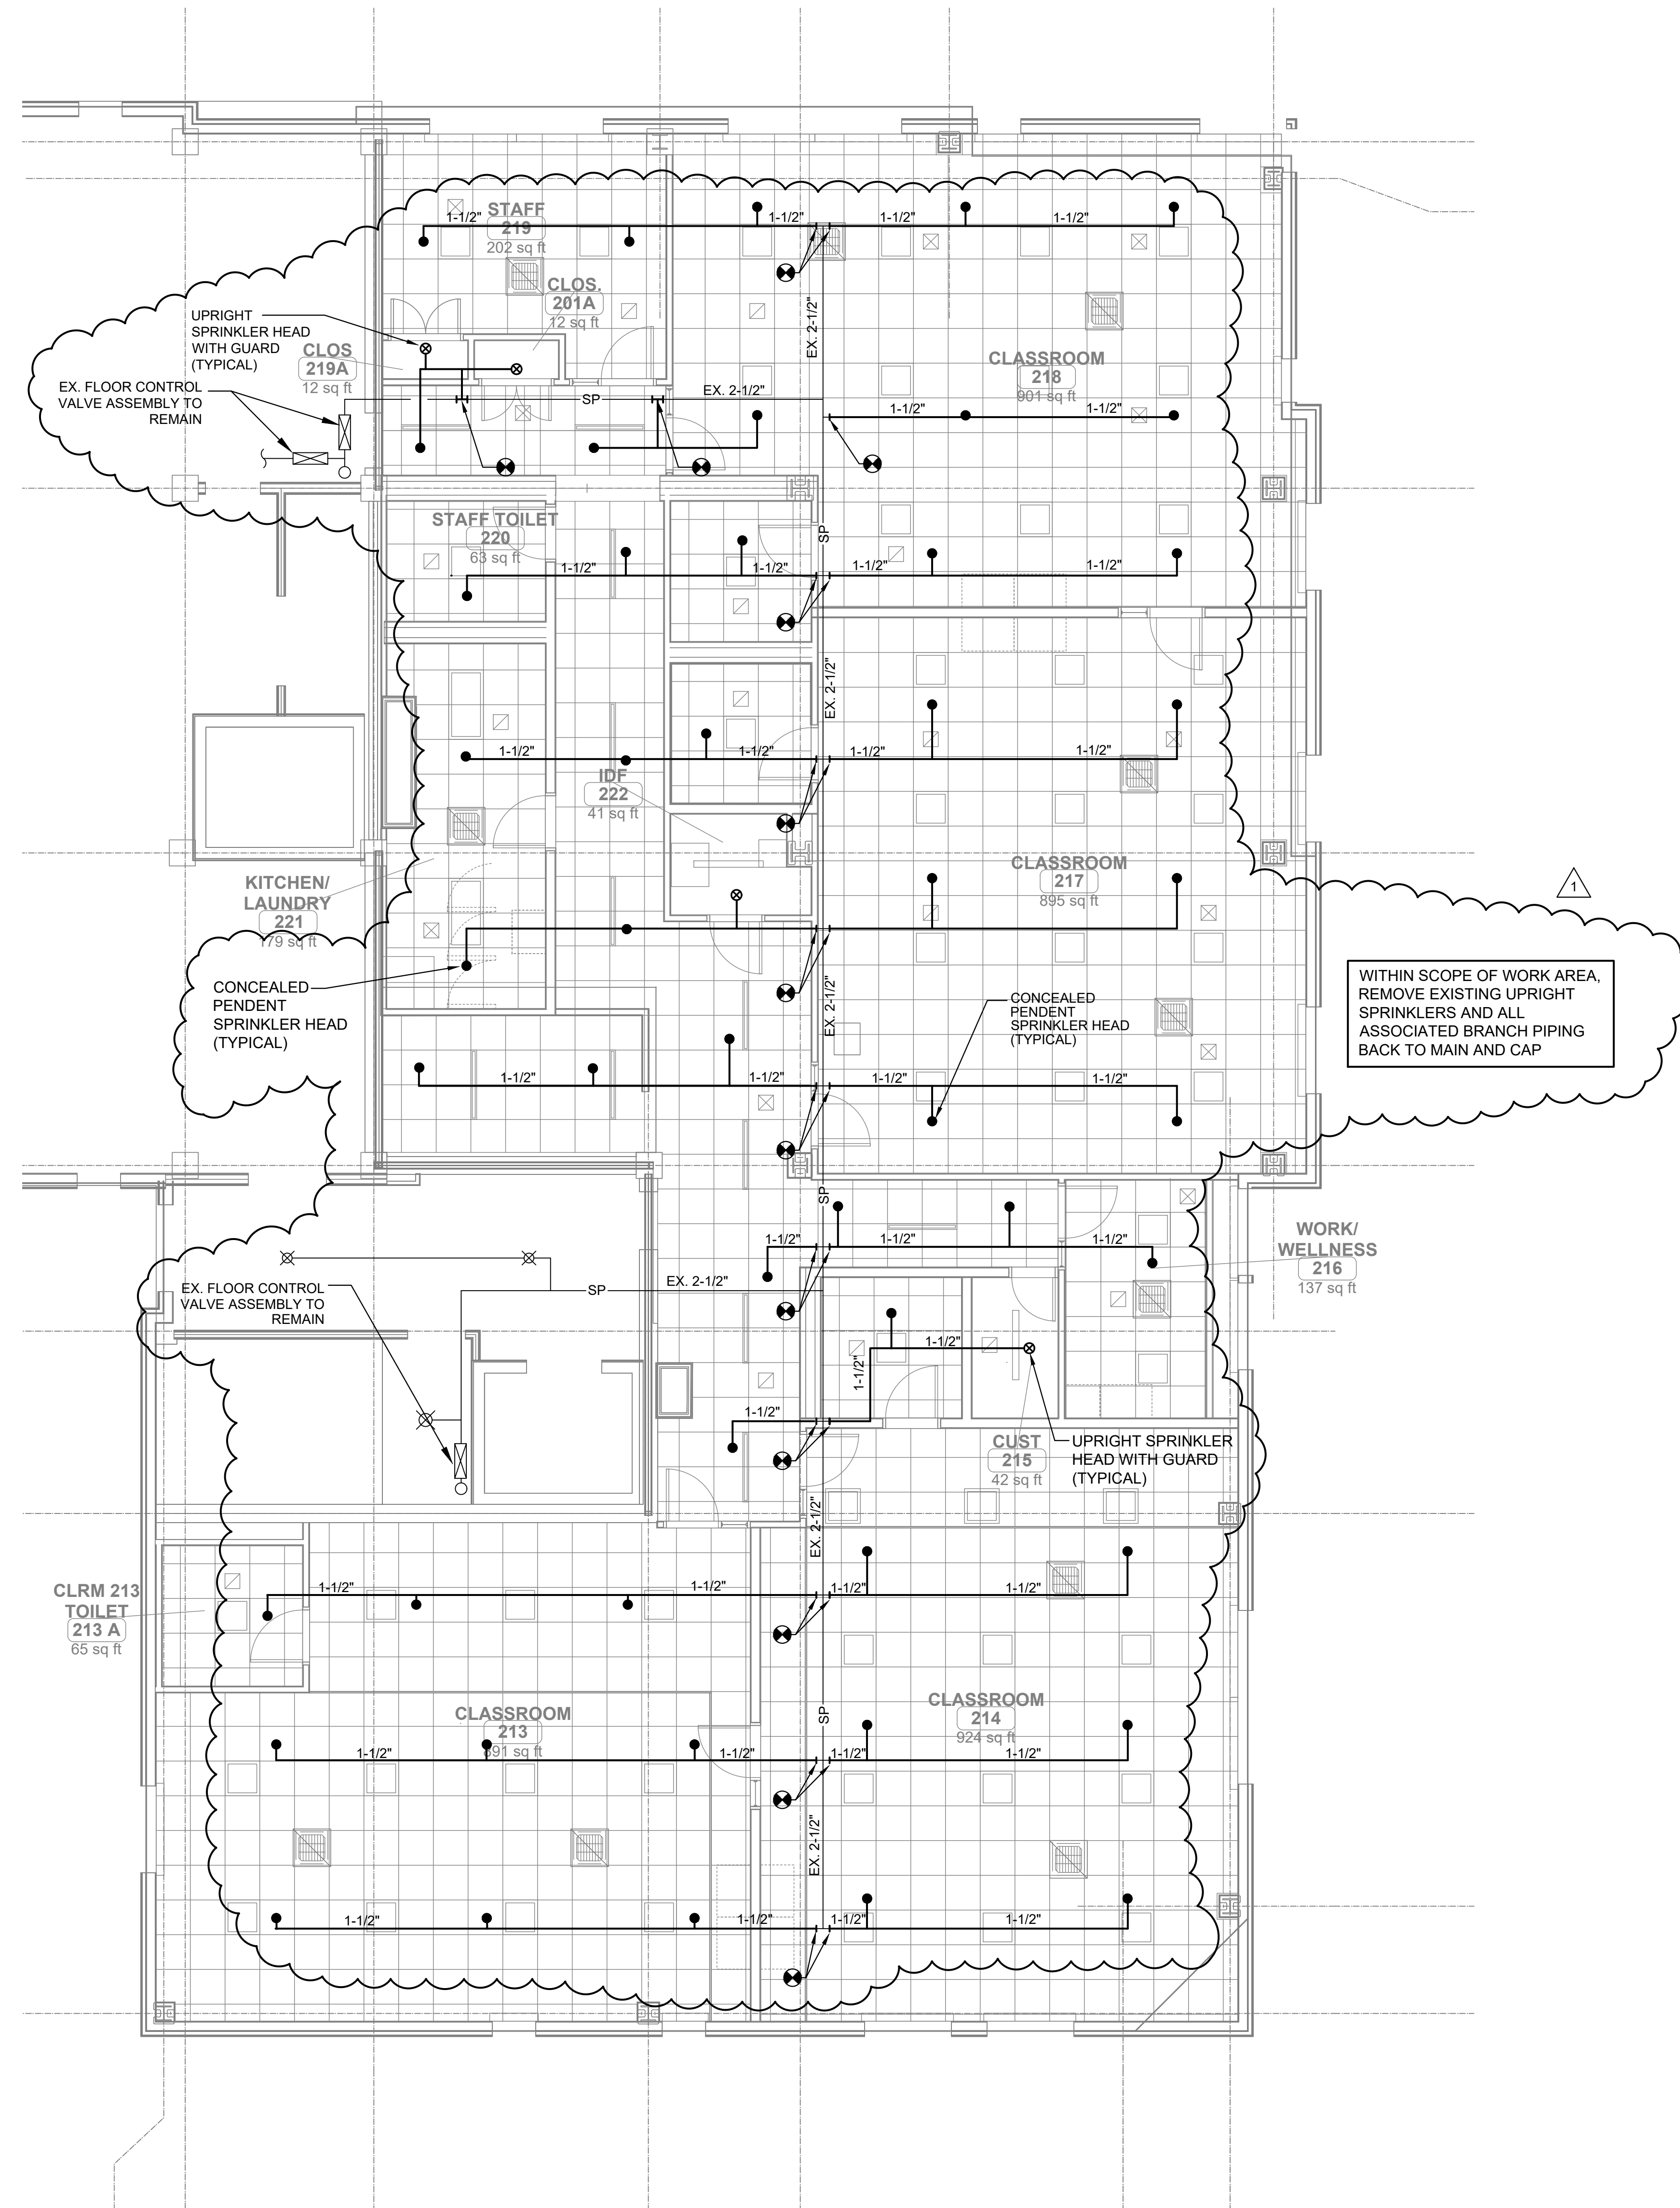 STAFF
219
202 sq ft
1-1/2"
1-1/2"
1-1/2"
1-1/2"
CLOS.
201A
12 sq ft
UPRIGHT
SPRINKLER HEAD
WITH GUARD
(TYPICAL)
CLOS
219A
12 sq ft
EX. 2-1/2"
CLASSROOM
218
901 sq ft
EX. FLOOR CONTROL
VALVE ASSEMBLY TO
REMAIN
SP
EX. 2-1/2"
1-1/2"
1-1/2"
STAFF TOILET
220
63 sq ft
SP
1-1/2"
1-1/2"
1-1/2"
1-1/2"
EX. 2-1/2"
1-1/2"
1-1/2"
1-1/2"
1-1/2"
IDF
222
41 sq ft
CLASSROOM
217
895 sq ft
KITCHEN/
LAUNDRY
221
179 sq ft
1
CONCEALED
PENDENT
SPRINKLER HEAD
(TYPICAL)
EX. 2-1/2"
CONCEALED
PENDENT
SPRINKLER HEAD
(TYPICAL)
WITHIN SCOPE OF WORK AREA,
REMOVE EXISTING UPRIGHT
SPRINKLERS AND ALL
ASSOCIATED BRANCH PIPING
BACK TO MAIN AND CAP
1-1/2"
1-1/2"
1-1/2"
1-1/2"
SP
1-1/2"
1-1/2"
1-1/2"
WORK/
WELLNESS
216
137 sq ft
EX. FLOOR CONTROL
VALVE ASSEMBLY TO
REMAIN
SP
EX. 2-1/2"
1-1/2"
1-1/2"
1-1/2"
CUST
215
42 sq ft
UPRIGHT SPRINKLER
HEAD WITH GUARD
(TYPICAL)
EX. 2-1/2"
CLRM 213
TOILET
213 A
65 sq ft
1-1/2"
1-1/2"
1-1/2"
1-1/2"
CLASSROOM
213
891 sq ft
SP
CLASSROOM
214
924 sq ft
1-1/2"
1-1/2"
1-1/2"
1-1/2"
EX. 2-1/2"
1-1/2"
1-1/2"
1-1/2"
1-1/2"